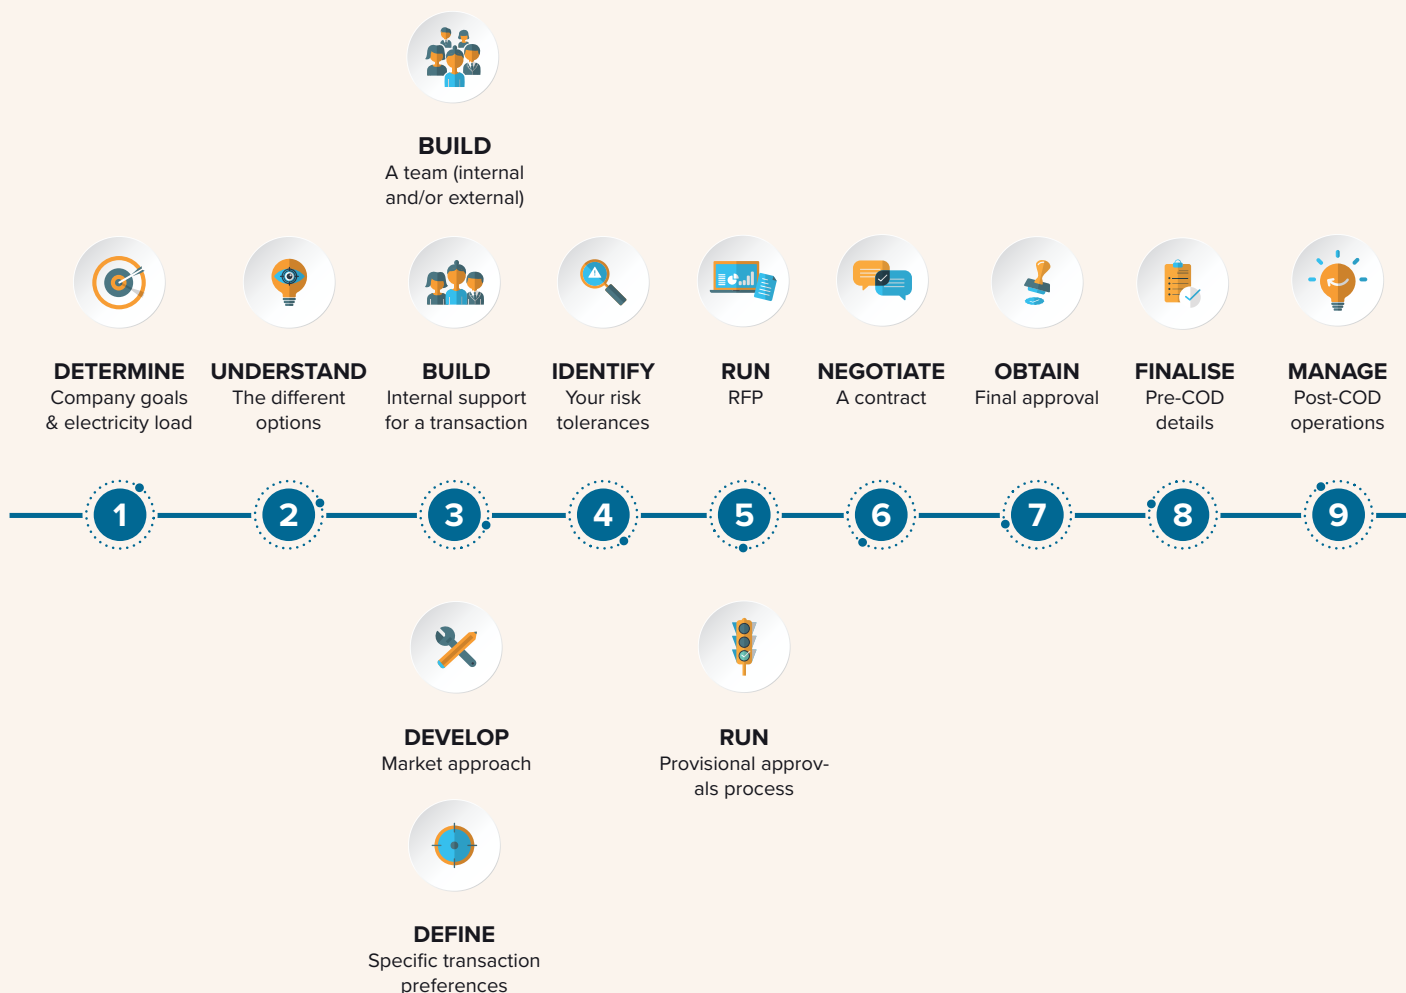 BUILD
A team (internal
and/or external)
DETERMINE
Company goals
& electricity load
UNDERSTAND
The different
options
BUILD
Internal support
for a transaction
IDENTIFY
Your risk
tolerances
RUN
RFP
NEGOTIATE
A contract
OBTAIN
Final approval
FINALISE
Pre-COD
details
MANAGE
Post-COD
operations
1
2
3
4
5
6
7
8
9
DEVELOP
Market approach
RUN
Provisional approv-
als process
DEFINE
Specific transaction
preferences